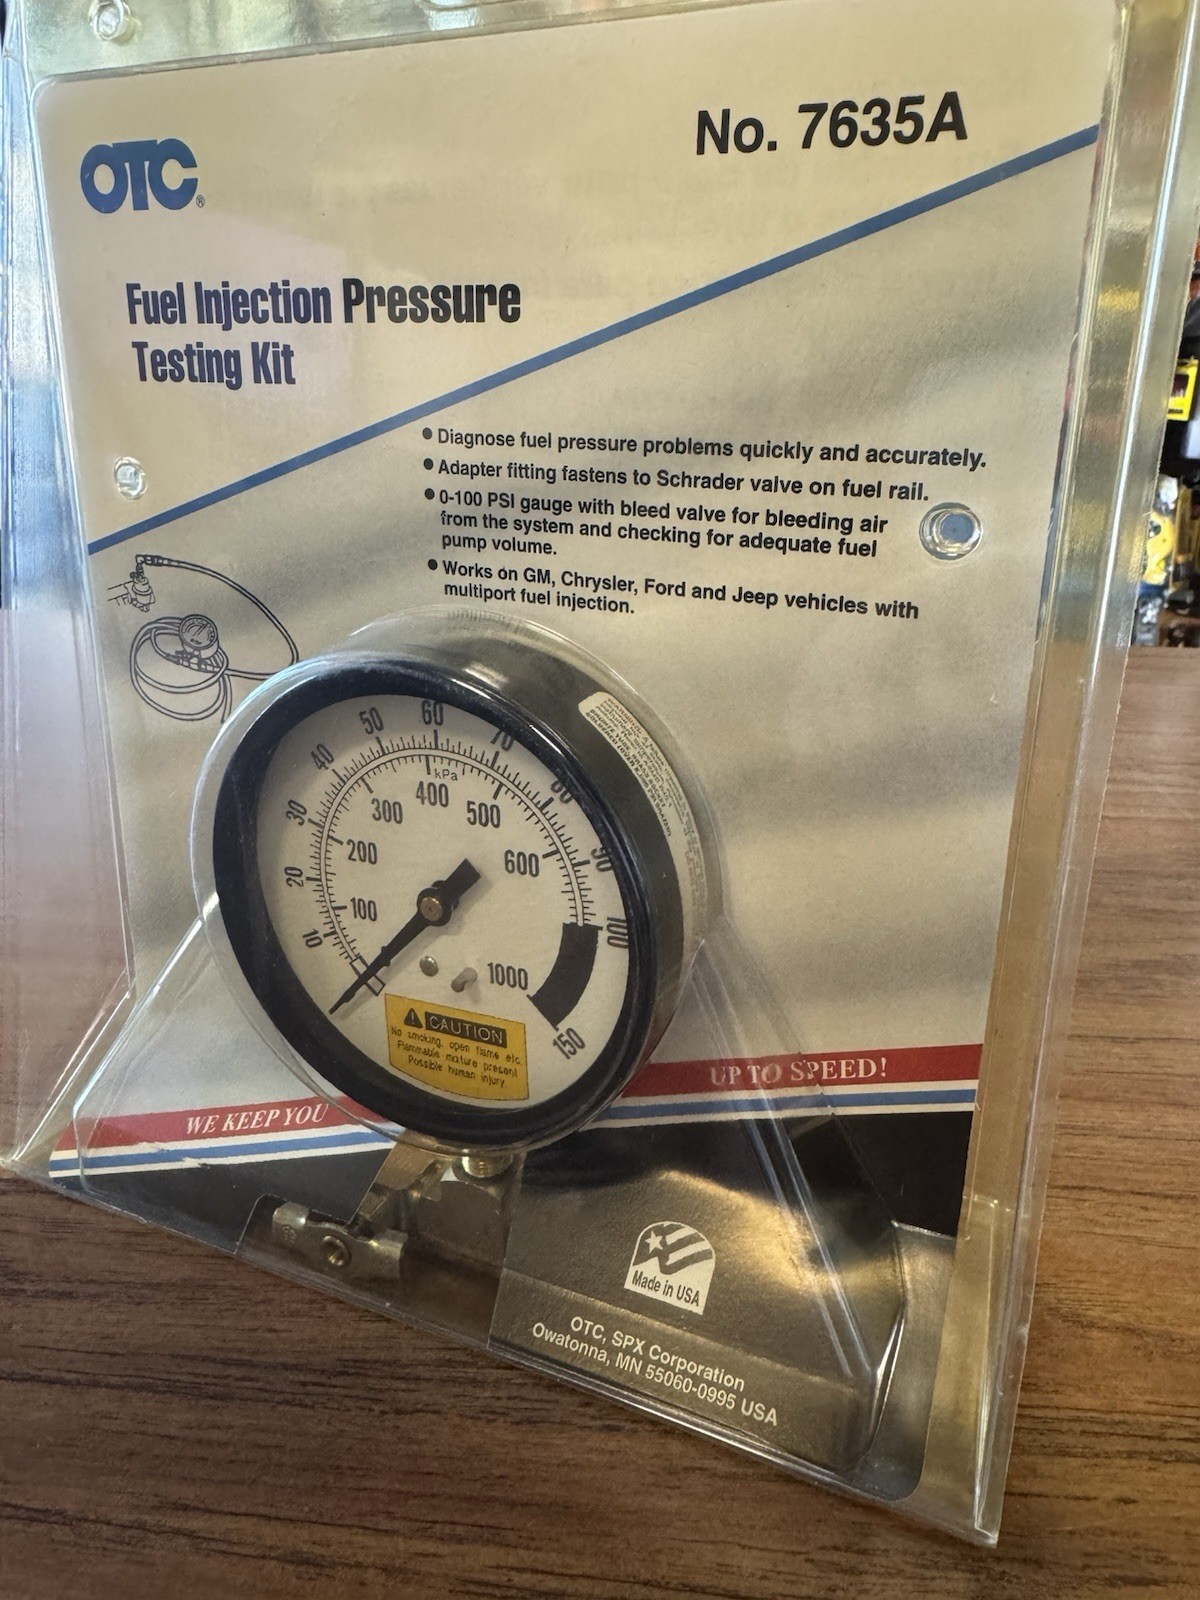 OTC®
No. 7635A
Fuel Injection Pressure
Testing Kit
• Diagnose fuel pressure problems quickly and accurately.
• Adapter fitting fastens to Schrader valve on fuel rail.
• 0-100 PSI gauge with bleed valve for bleeding air
from the system and checking for adequate fuel
pump volume.
• Works on GM, Chrysler, Ford and Jeep vehicles with
multiport fuel injection.
10
20
30
40
50
60
70
80
90
100
150
kPa
100
200
300
400
500
600
1000
CAUTION
No smoking, open flame etc.
Flammable mixture present
Possible human injury.
WE KEEP YOU
UP TO SPEED!
Made in USA
OTC, SPX Corporation
Owatonna, MN 55060-0995 USA